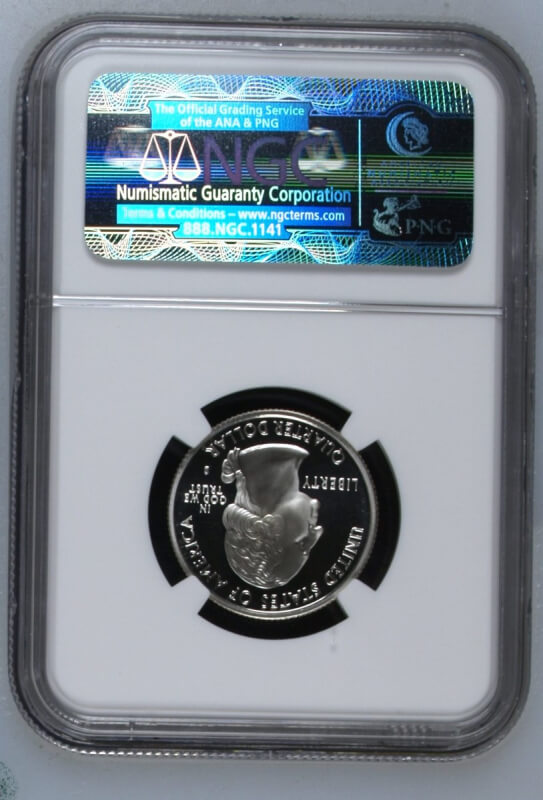 The Official Grading Service
of the ANA & PNG
NGC
Numismatic Guaranty Corporation
Terms & Conditions – www.ngcterms.com
888.NGC.1141
PNG
UNITED STATES OF AMERICA
LIBERTY
IN
GOD WE
TRUST
S
QUARTER DOLLAR